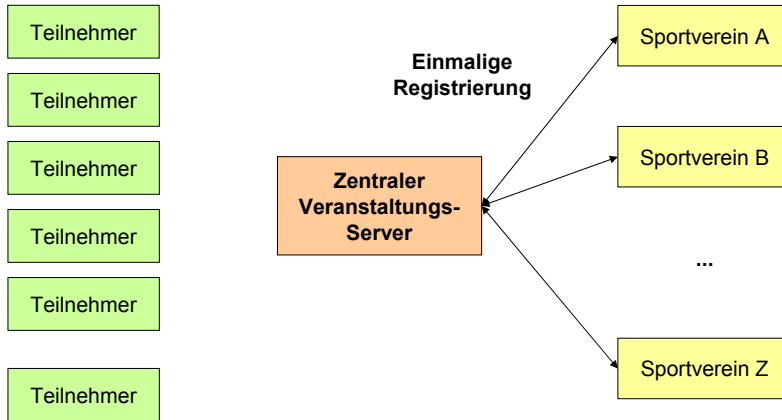 Teilnehmer
Teilnehmer
Teilnehmer
Teilnehmer
Teilnehmer
Teilnehmer
Einmalige
Registrierung
Zentraler
Veranstaltungs-
Server
Sportverein A
Sportverein B
...
Sportverein Z